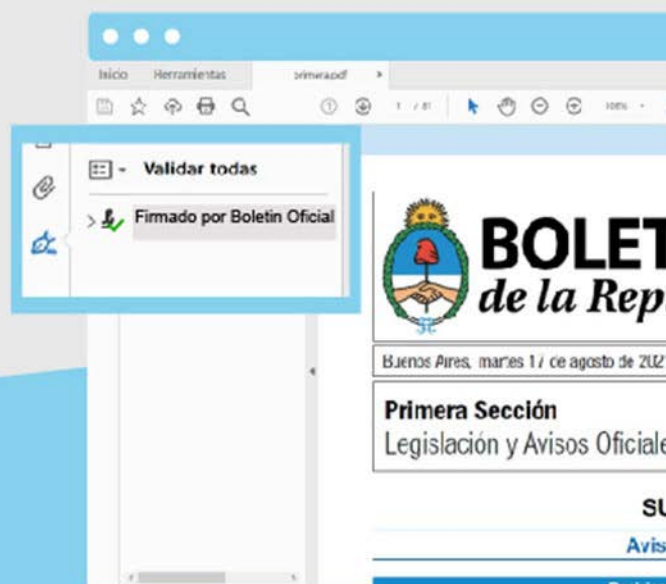 Inicio Herramientas primera.pdf
1 / 81
Validar todas
Firmado por Boletin Oficial
BOLET
de la Rep
Buenos Aires, martes 17 de agosto de 202
Primera Sección
Legislación y Avisos Oficiale
SU
Avis